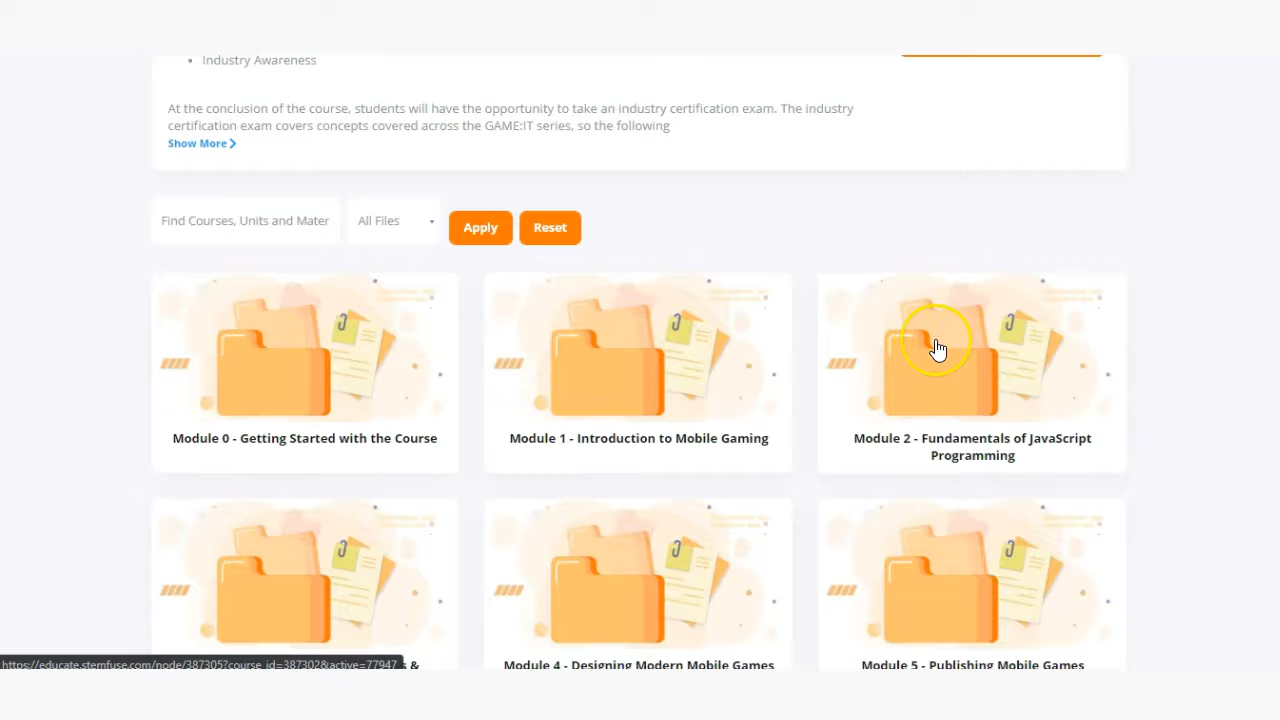 Industry Awareness
At the conclusion of the course, students will have the opportunity to take an industry certification exam. The industry
certification exam covers concepts covered across the GAME:IT series, so the following
Show More
Find Courses, Units and Mater
All Files
Apply
Reset
Module 0 - Getting Started with the Course
Module 1 - Introduction to Mobile Gaming
Module 2 - Fundamentals of JavaScript
Programming
&
Module 4 - Designing Modern Mobile Games
Module 5 - Publishing Mobile Games
https://educate.stemfuse.com/node/387305?course_id=387302&active=77947